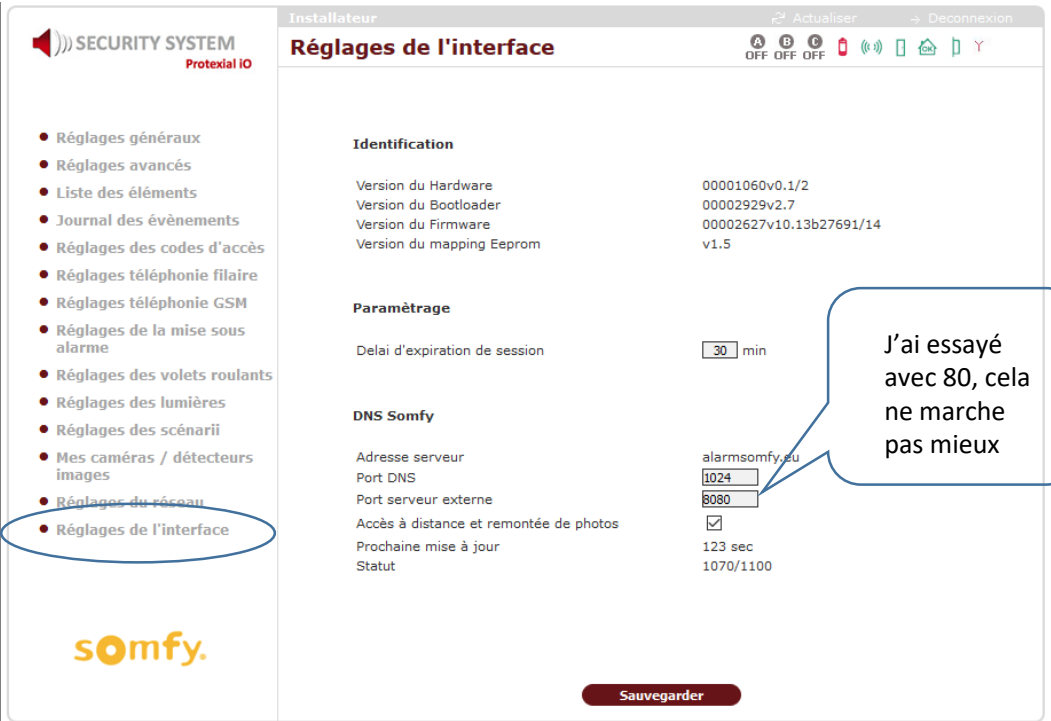 Installateur
Actualiser
Deconnexion
SECURITY SYSTEM
Protexial iO
Réglages de l'interface
A B C
OFF OFF OFF
OK
Réglages généraux
Réglages avancés
Liste des éléments
Journal des évènements
Réglages des codes d'accès
Réglages téléphonie filaire
Réglages téléphonie GSM
Réglages de la mise sous
alarme
Réglages des volets roulants
Réglages des lumières
Réglages des scénarii
Mes caméras / détecteurs
images
Réglages du réseau
Réglages de l'interface
somfy.
Identification
Version du Hardware 00001060v0.1/2
Version du Bootloader 00002929v2.7
Version du Firmware 00002627v10.13b27691/14
Version du mapping Eeprom v1.5
Paramètrage
Delai d'expiration de session 30 min
DNS Somfy
Adresse serveur alarmsomfy.eu
Port DNS 1024
Port serveur externe 8080
Accès à distance et remontée de photos
Prochaine mise à jour 123 sec
Statut 1070/1100
J'ai essayé
avec 80, cela
ne marche
pas mieux
Sauvegarder